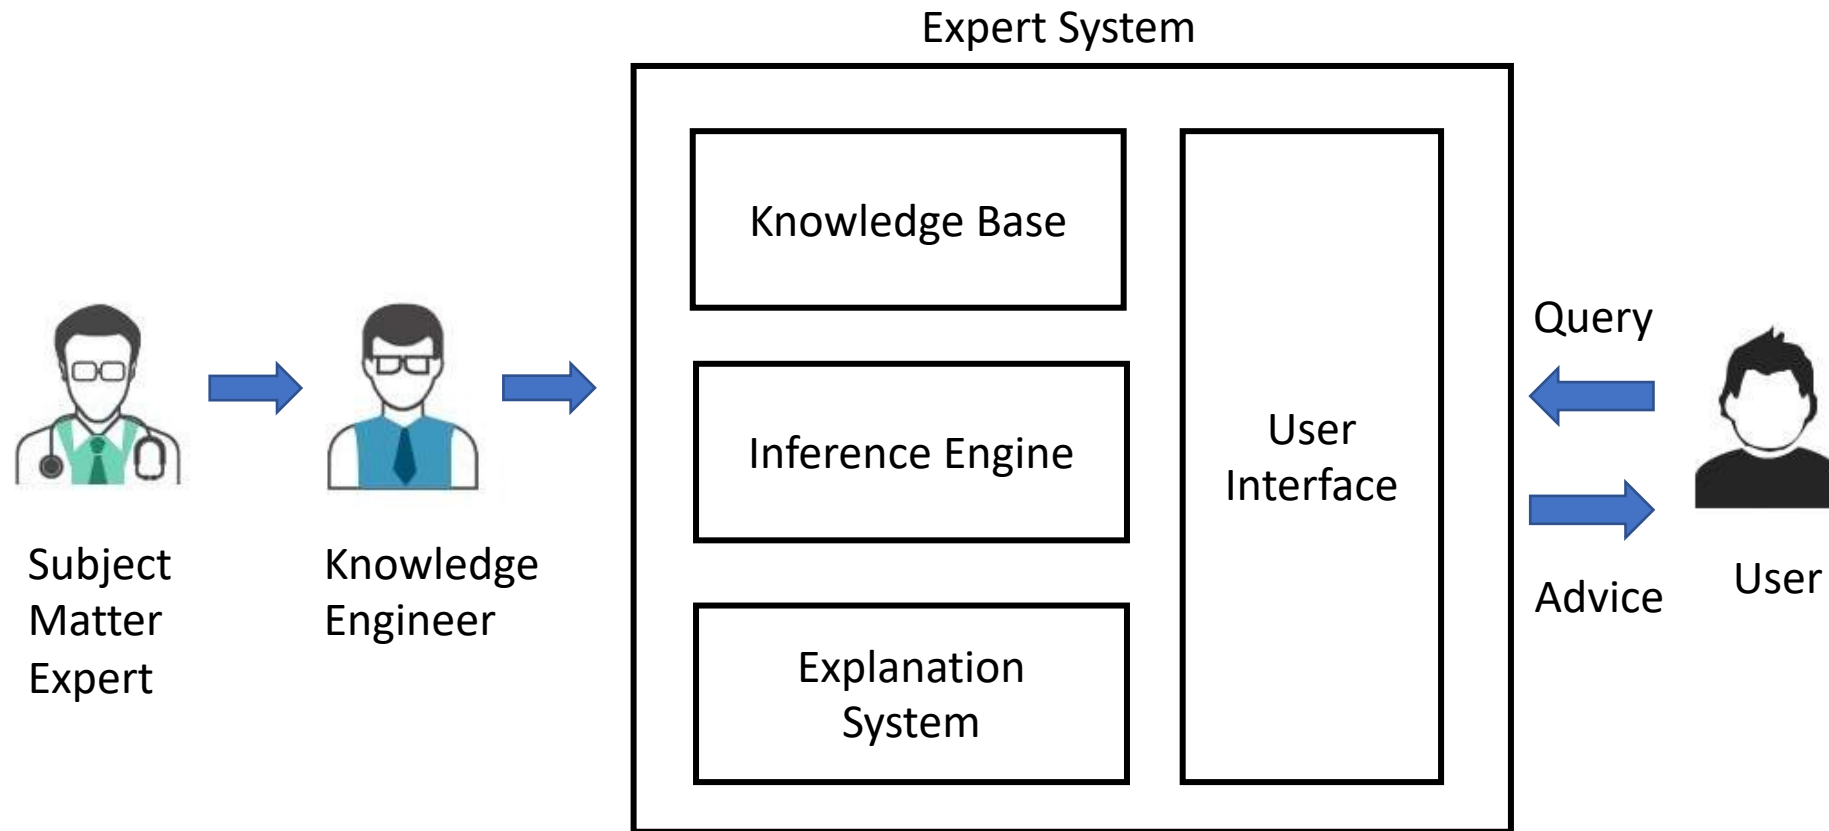 Expert System
Subject
Matter
Expert
Knowledge
Engineer
Knowledge Base
Inference Engine
Explanation
System
User
Interface
Query
Advice
User